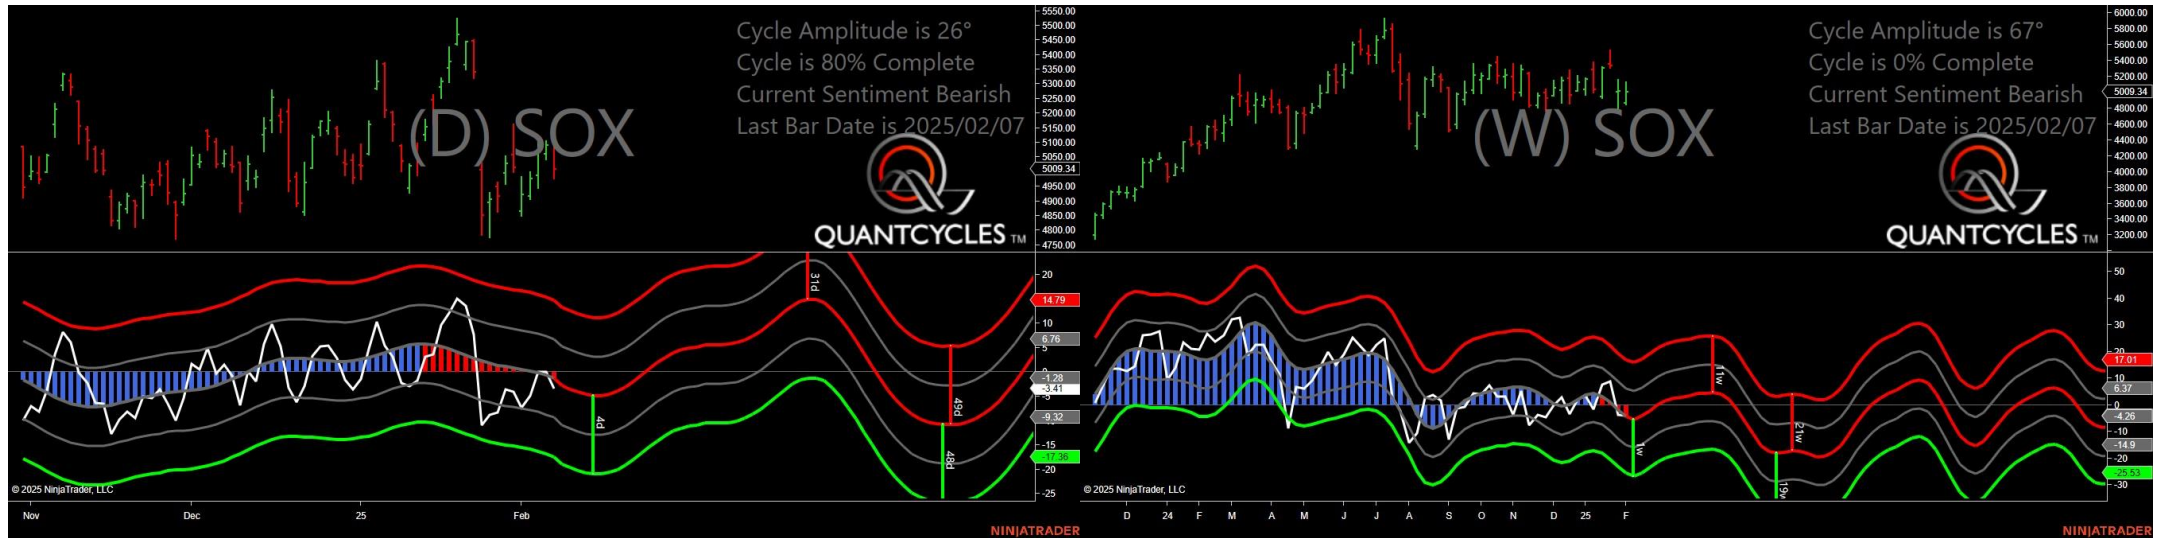 Cycle Amplitude is 26°
Cycle is 80% Complete
Current Sentiment Bearish
Last Bar Date is 2025/02/07
(D) SOX
QUANTCYCLES TM
5550.00
5500.00
5450.00
5400.00
5350.00
5300.00
5250.00
5200.00
5150.00
5100.00
5050.00
5009.34
4950.00
4900.00
4850.00
4800.00
4750.00
20
14.79
10
6.76
5
0
-1.28
-3.41
-5
-9.32
-15
-17.36
-20
-25
4d
31d
49d
48d
© 2025 NinjaTrader, LLC
Nov
Dec
25
Feb
NINJATRADER
Cycle Amplitude is 67°
Cycle is 0% Complete
Current Sentiment Bearish
Last Bar Date is 2025/02/07
(W) SOX
QUANTCYCLES TM
6000.00
5800.00
5600.00
5400.00
5200.00
5009.34
4800.00
4600.00
4400.00
4200.00
4000.00
3800.00
3600.00
3400.00
3200.00
50
40
30
20
17.01
10
6.37
0
-4.26
-10
-14.9
-20
-25.53
-30
1w
11w
21w
19w
© 2025 NinjaTrader, LLC
D
24
F
M
A
M
J
J
A
S
O
N
D
25
F
NINJATRADER